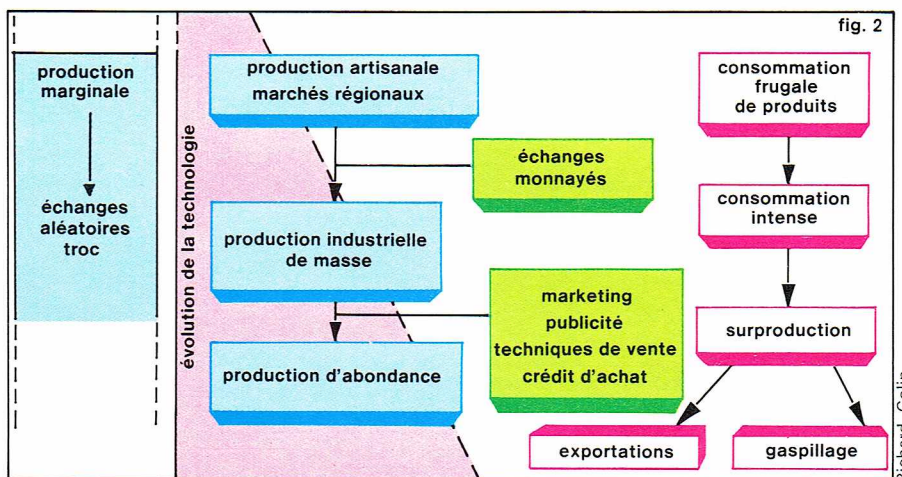 fig. 2
production
marginale
échanges
aléatoires
troc
évolution de la technologie
production artisanale
marchés régionaux
échanges
monnayés
production industrielle
de masse
marketing
publicité
techniques de vente
crédit d'achat
production d'abondance
consommation
frugale
de produits
consommation
intense
surproduction
exportations
gaspillage
Richard Colin